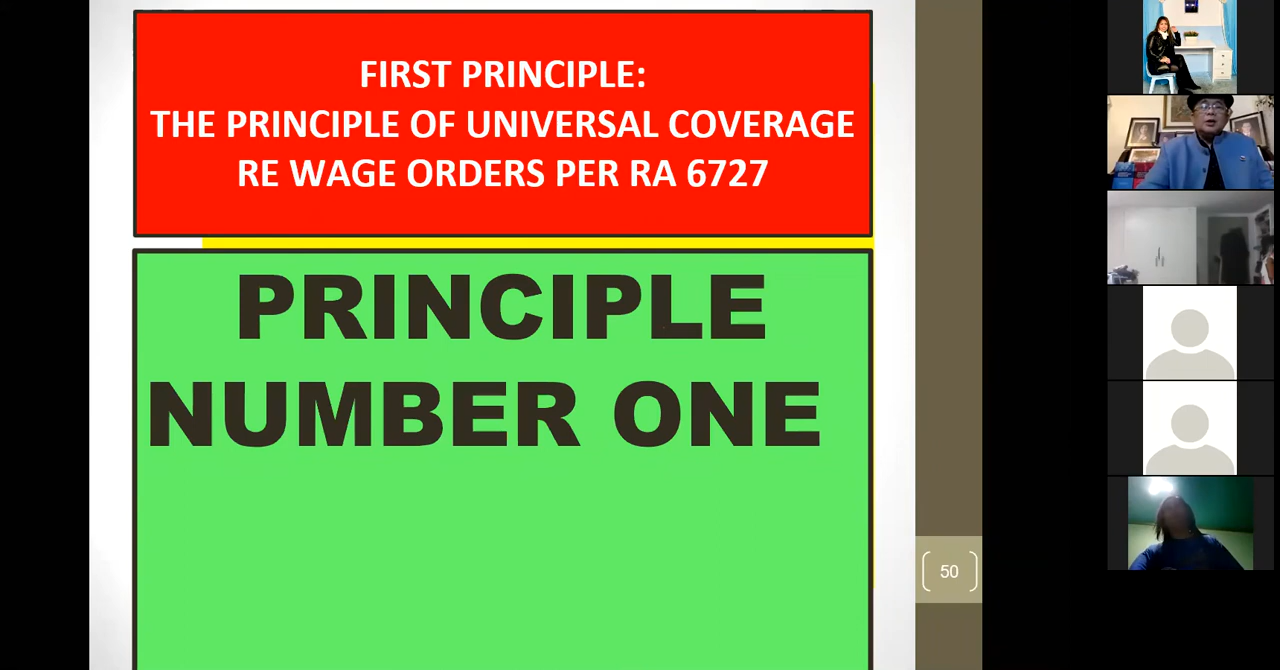 FIRST PRINCIPLE:
THE PRINCIPLE OF UNIVERSAL COVERAGE
RE WAGE ORDERS PER RA 6727
PRINCIPLE
NUMBER ONE
50